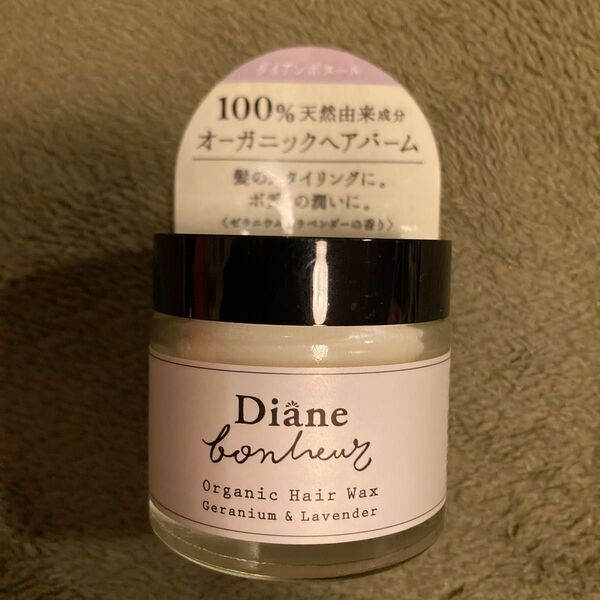 ダイアンボヌール
100%天然由来成分
オーガニックヘアバーム
髪のスタイリングに。
ボディの潤いに。
〈ゼラニウム&ラベンダーの香り〉
Diane
bonheur
Organic Hair Wax
Geranium & Lavender